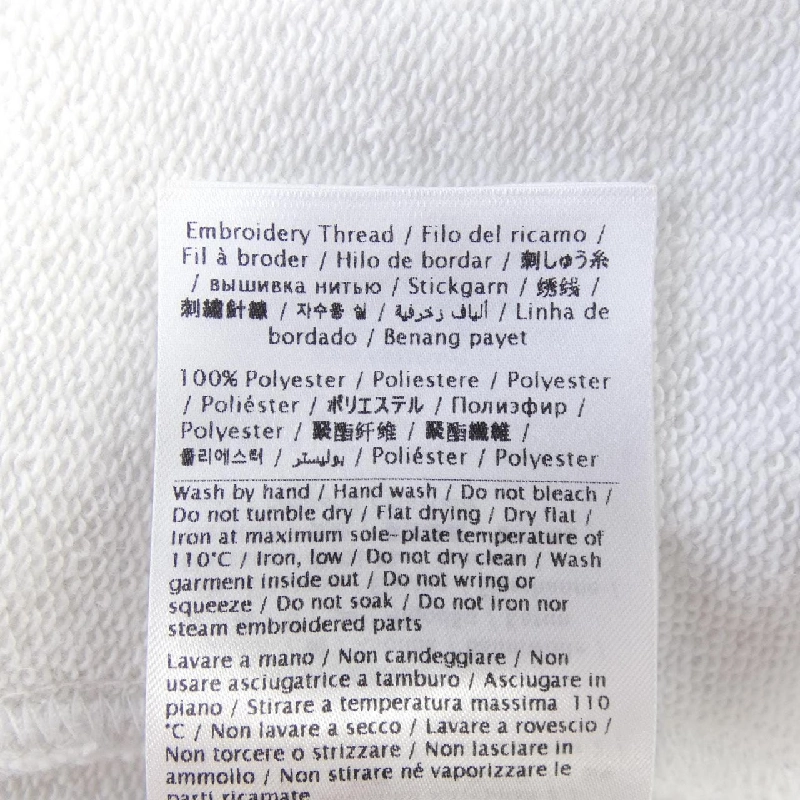 Embroidery Thread / Filo del ricamo /
Fil à broder / Hilo de bordar / 刺しゅう糸
/ вышивка нитью / Stickgarn / 绣线 /
刺繡針線 / 자수용 실 / ألياف زخرفية / Linha de
bordado / Benang payet
100% Polyester / Poliestere / Polyester
/ Poliéster / ポリエステル / Полиэфир /
Polyester / 聚酯纤维 / 聚酯纖維 /
폴리에스터 / بوليستر / Poliéster / Polyester
Wash by hand / Hand wash / Do not bleach /
Do not tumble dry / Flat drying / Dry flat /
Iron at maximum sole-plate temperature of
110°C / Iron, low / Do not dry clean / Wash
garment inside out / Do not wring or
squeeze / Do not soak / Do not iron nor
steam embroidered parts
Lavare a mano / Non candeggiare / Non
usare asciugatrice a tamburo / Asciugare in
piano / Stirare a temperatura massima 110
°C / Non lavare a secco / Lavare a rovescio /
Non torcere o strizzare / Non lasciare in
ammollo / Non stirare né vaporizzare le
parti ricamate